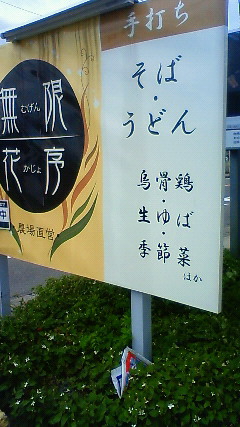 手打ち
そば
・
うどん
烏骨鶏
・
生ゆば
・
季節菜
ほか
無限
むげん
花序
かじょ
農場直営
中